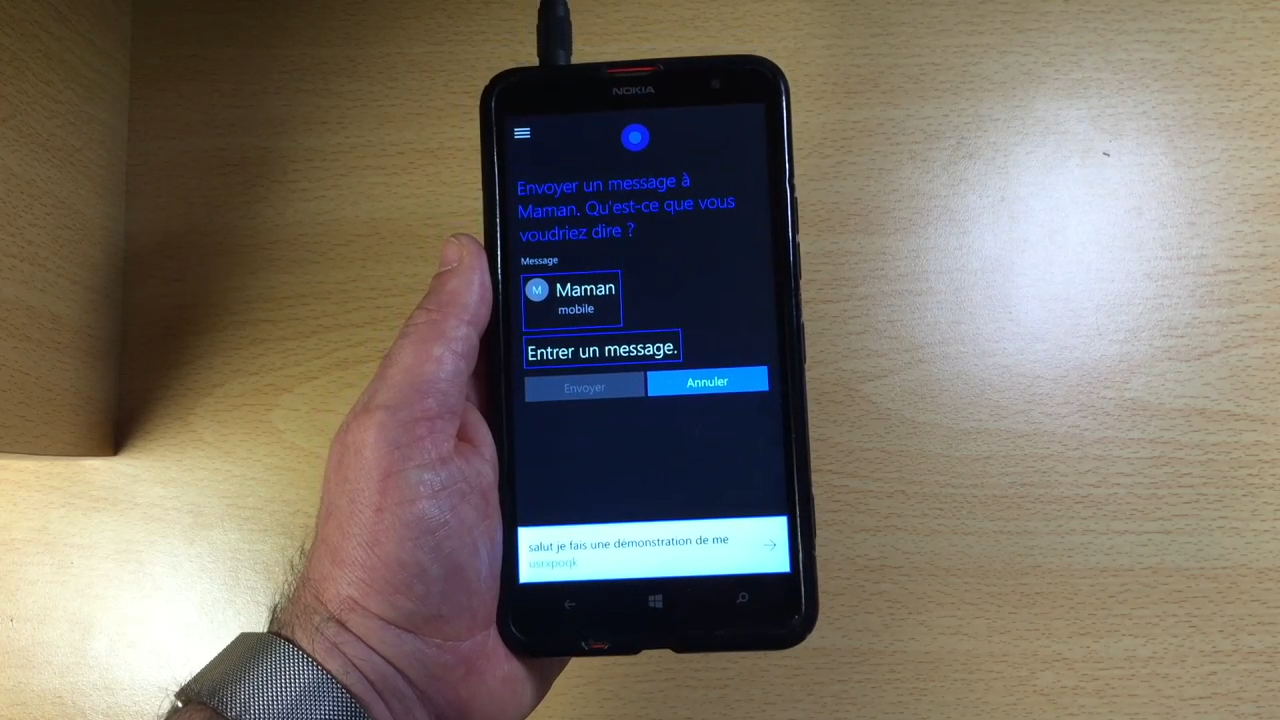 NOKIA
Envoyer un message à
Maman. Qu'est-ce que vous
voudriez dire ?
Message
M Maman
mobile
Entrer un message.
Envoyer Annuler
salut je fais une démonstration de me